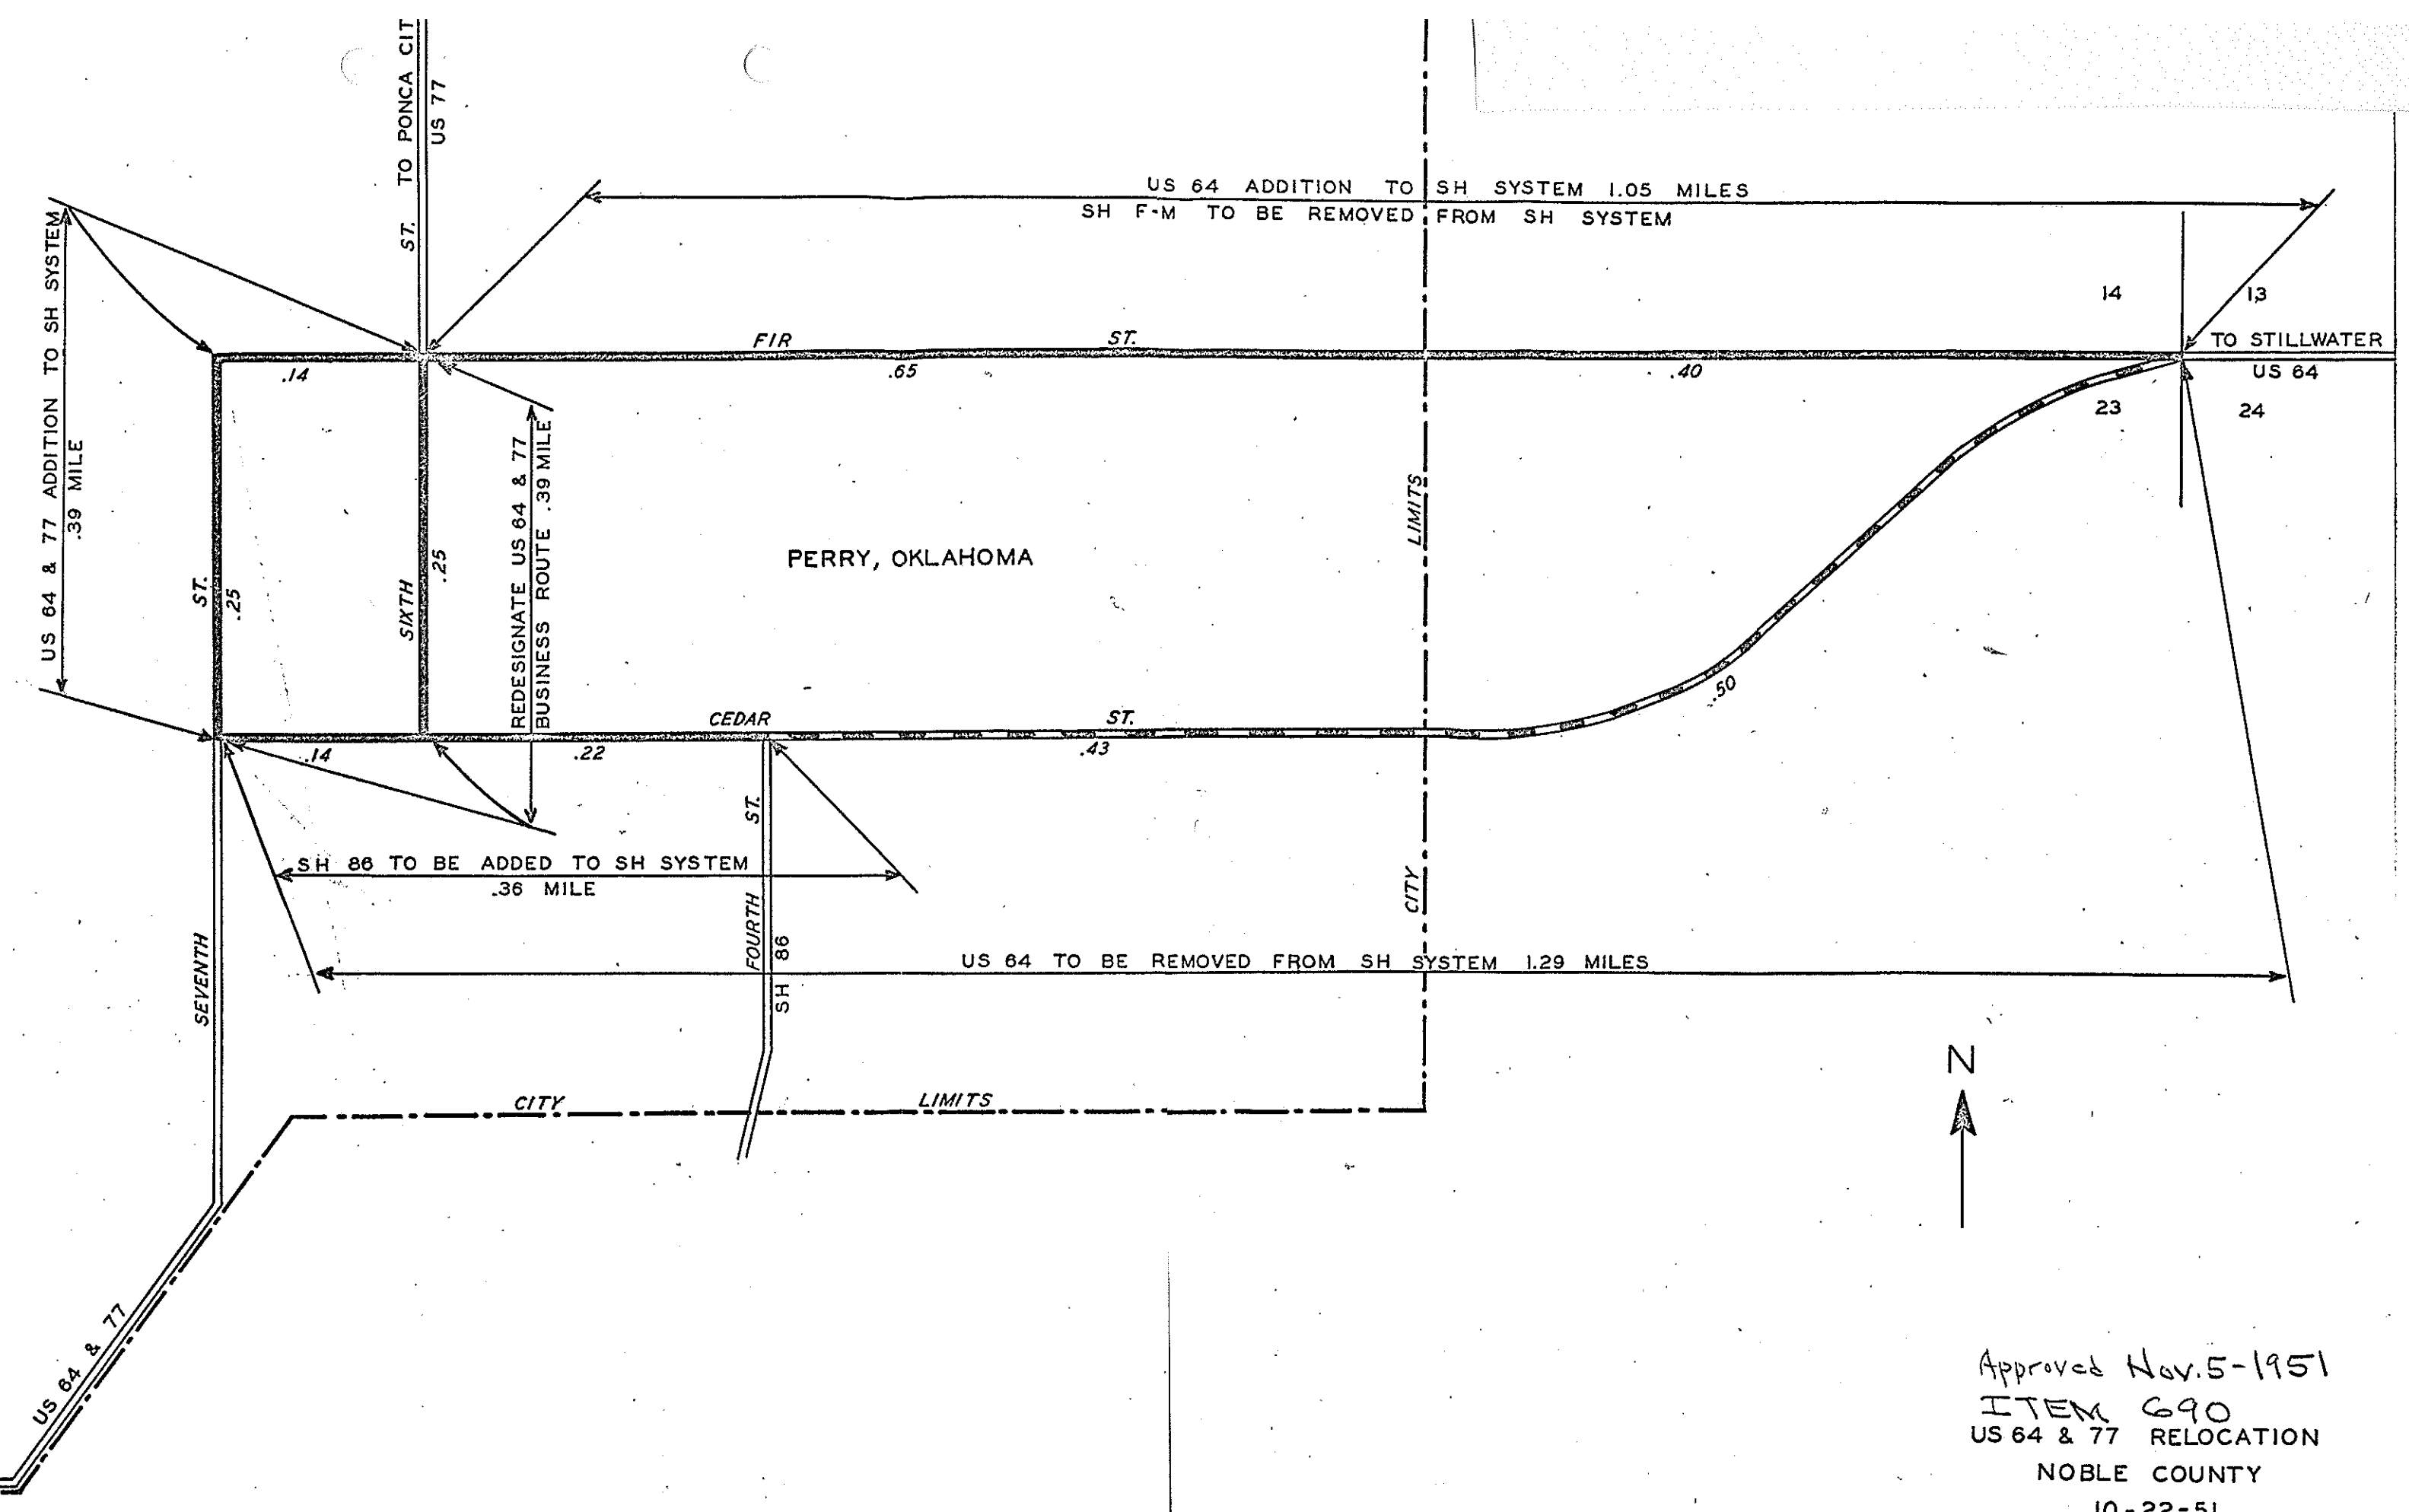 TO PONCA CIT
US 77
ST.
US 64 ADDITION TO SH SYSTEM 1.05 MILES
SH F-M TO BE REMOVED FROM SH SYSTEM
14
13
FIR ST.
TO STILLWATER
US 64
.14
.65
.40
23
24
US 64 & 77 ADDITION TO SH SYSTEM
.39 MILE
ST.
.25
SIXTH
.25
REDESIGNATE US 64 & 77
BUSINESS ROUTE .39 MILE
PERRY, OKLAHOMA
LIMITS
CITY
CEDAR ST.
.14
.22
.43
.50
ST.
SH 86 TO BE ADDED TO SH SYSTEM
.36 MILE
FOURTH
SH 86
SEVENTH
US 64 TO BE REMOVED FROM SH SYSTEM 1.29 MILES
N
CITY LIMITS
US 64 & 77
Approved Nov. 5-1951
ITEM 690
US 64 & 77 RELOCATION
NOBLE COUNTY
10-22-51